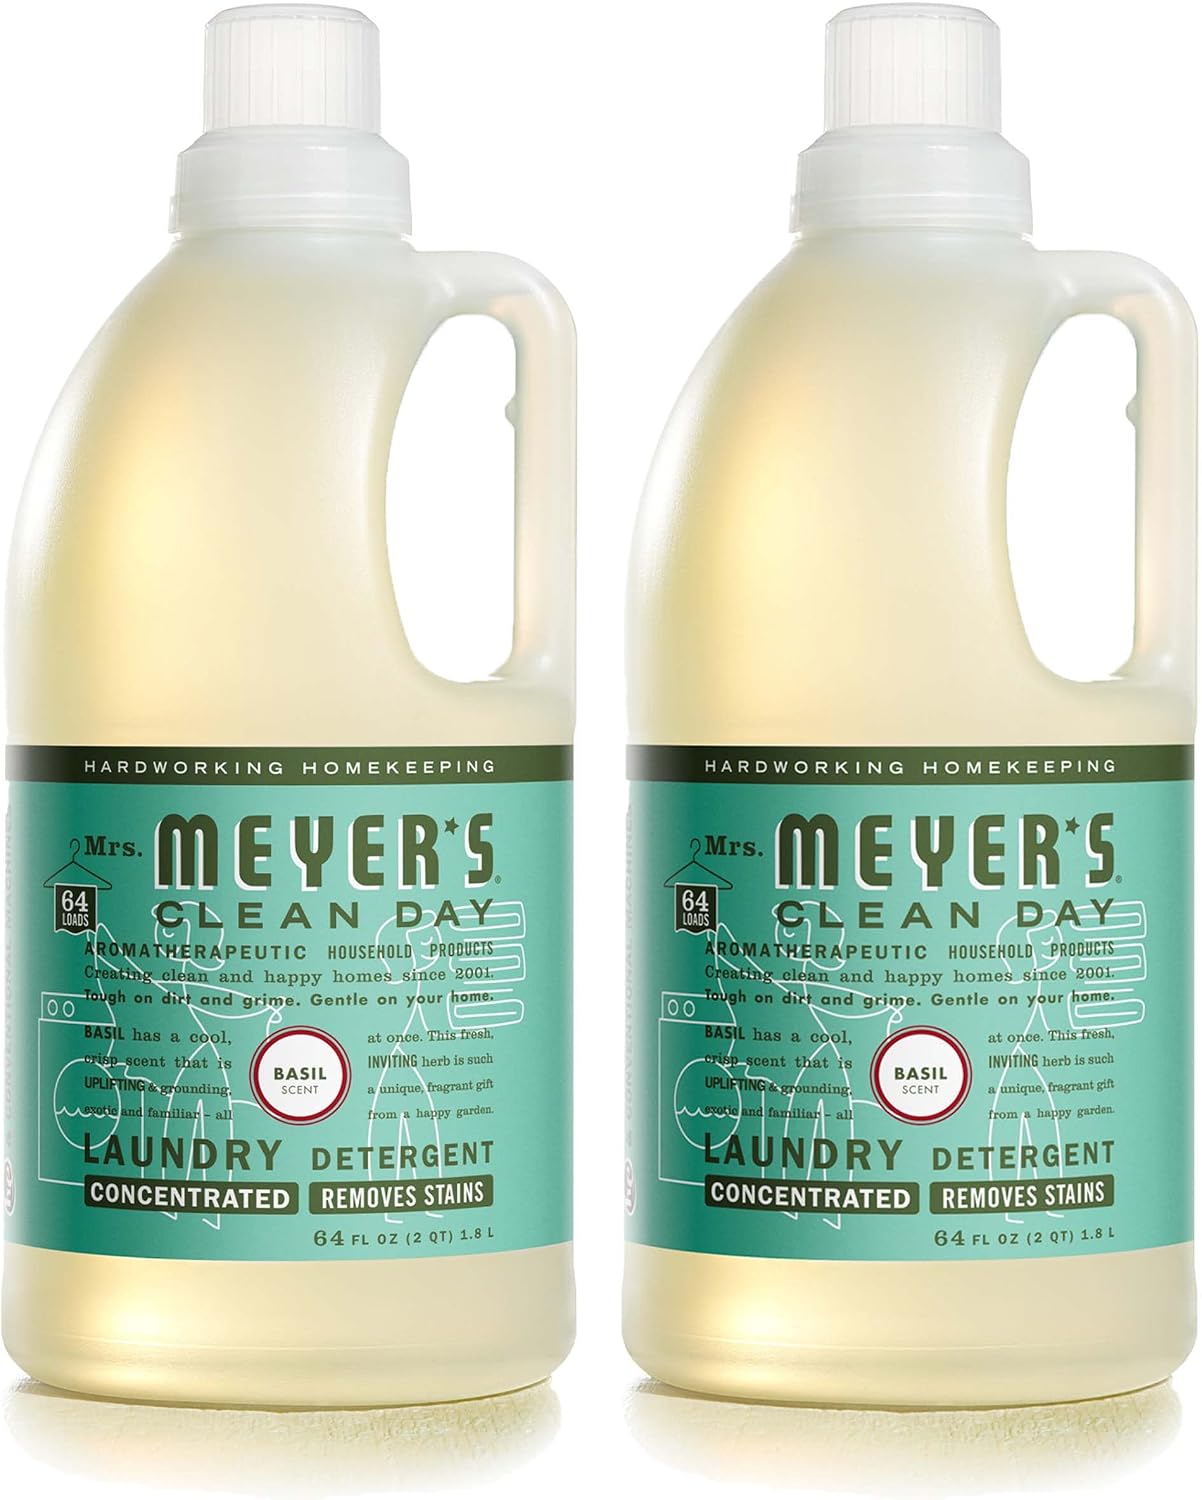 HARDWORKING HOMEKEEPING
Mrs. MEYER'S®
64 LOADS
CLEAN DAY
AROMATHERAPEUTIC HOUSEHOLD PRODUCTS
Creating clean and happy homes since 2001.
Tough on dirt and grime. Gentle on your home.
BASIL has a cool,
crisp scent that is
UPLIFTING & grounding,
exotic and familiar – all
BASIL
SCENT
at once. This fresh,
INVITING herb is such
a unique, fragrant gift
from a happy garden.
LAUNDRY DETERGENT
CONCENTRATED REMOVES STAINS
64 FL OZ (2 QT) 1.8 L
HARDWORKING HOMEKEEPING
Mrs. MEYER'S®
64 LOADS
CLEAN DAY
AROMATHERAPEUTIC HOUSEHOLD PRODUCTS
Creating clean and happy homes since 2001.
Tough on dirt and grime. Gentle on your home.
BASIL has a cool,
crisp scent that is
UPLIFTING & grounding,
exotic and familiar – all
BASIL
SCENT
at once. This fresh,
INVITING herb is such
a unique, fragrant gift
from a happy garden.
LAUNDRY DETERGENT
CONCENTRATED REMOVES STAINS
64 FL OZ (2 QT) 1.8 L